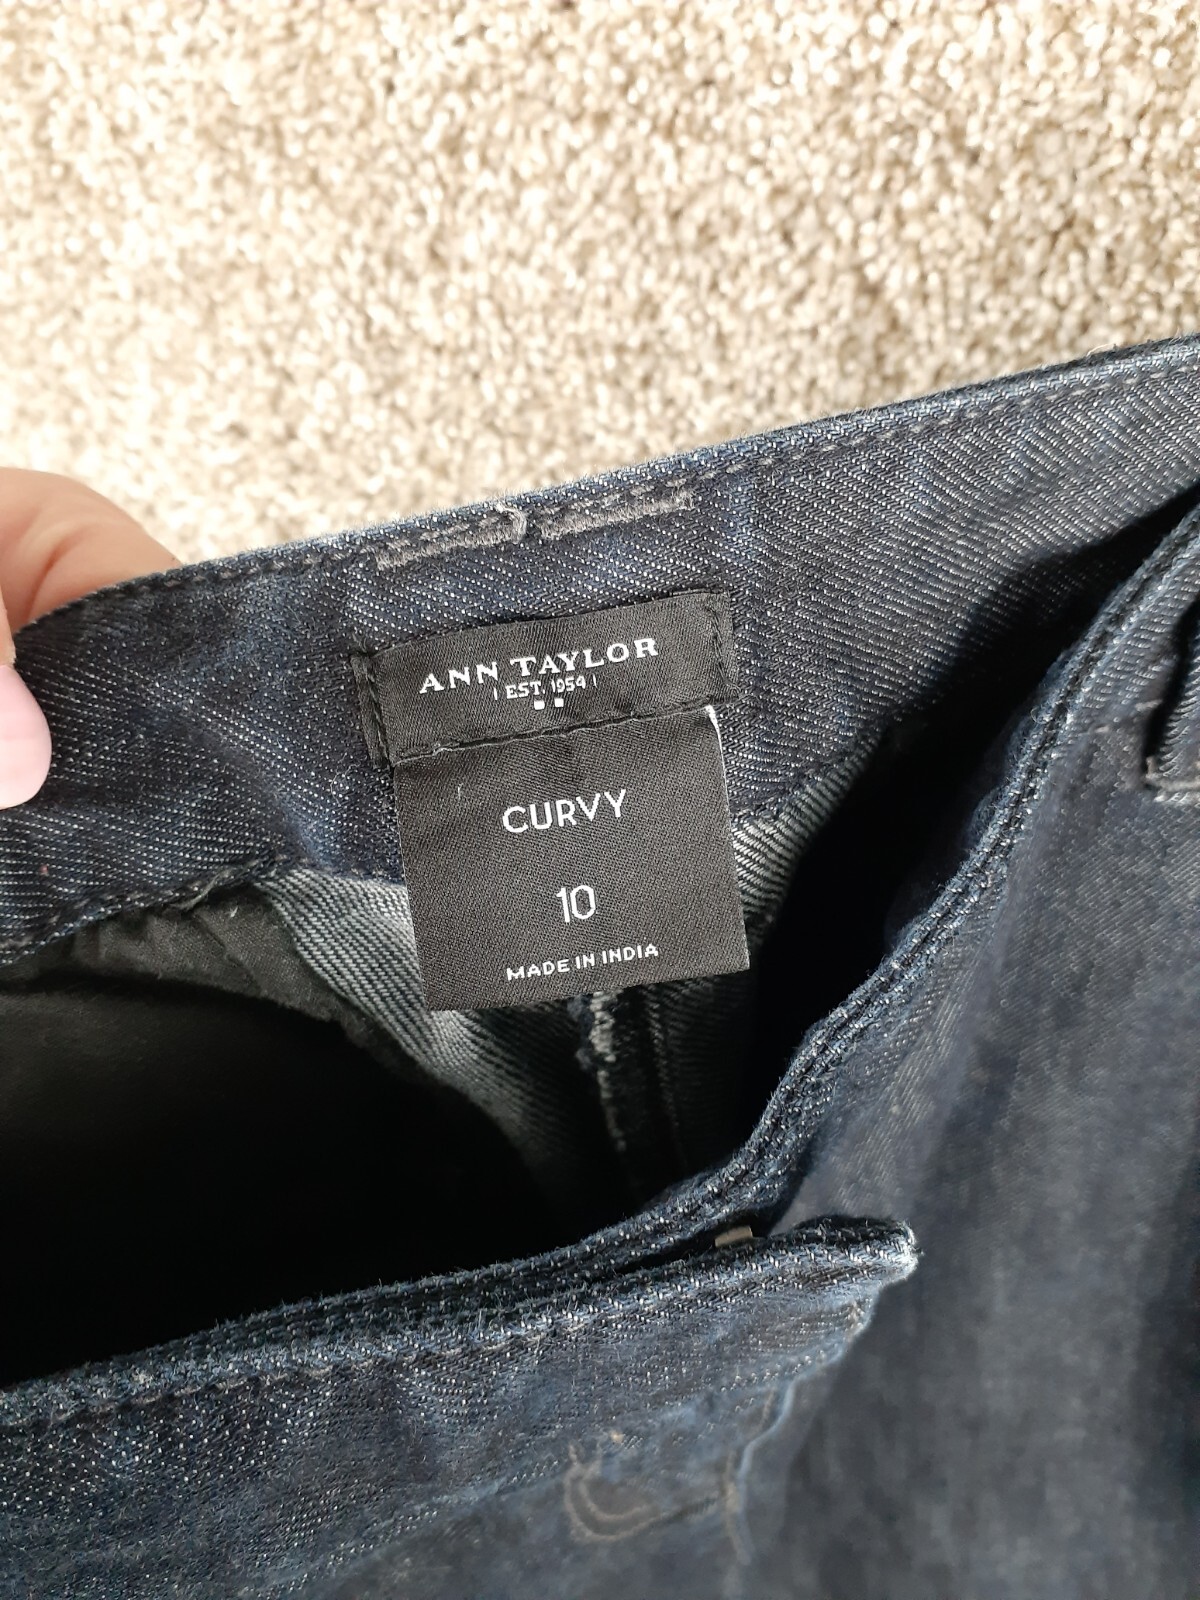 ANN TAYLOR
EST. 1954
CURVY
10
MADE IN INDIA